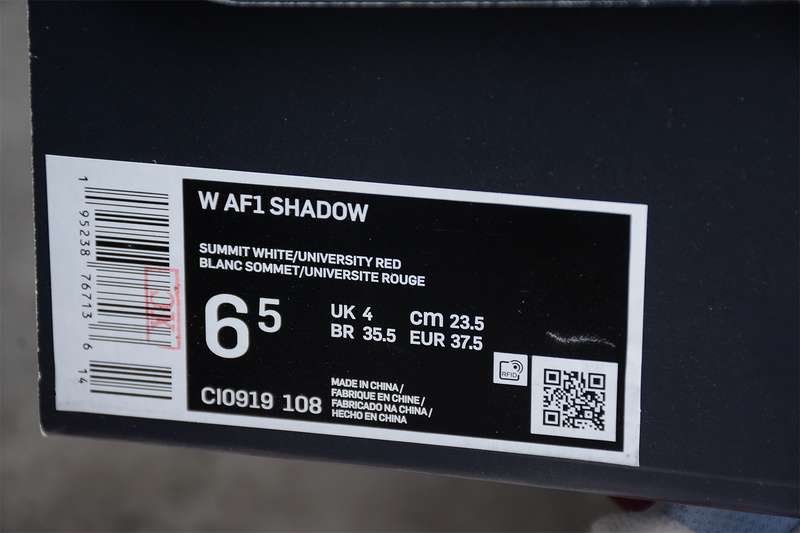 W AF1 SHADOW
SUMMIT WHITE/UNIVERSITY RED
BLANC SOMMET/UNIVERSITE ROUGE
6 5
UK 4 cm 23.5
BR 35.5 EUR 37.5
RFID
CI0919 108
MADE IN CHINA /
FABRIQUE EN CHINE /
FABRICADO NA CHINA /
HECHO EN CHINA
1 95238 76713 6 14